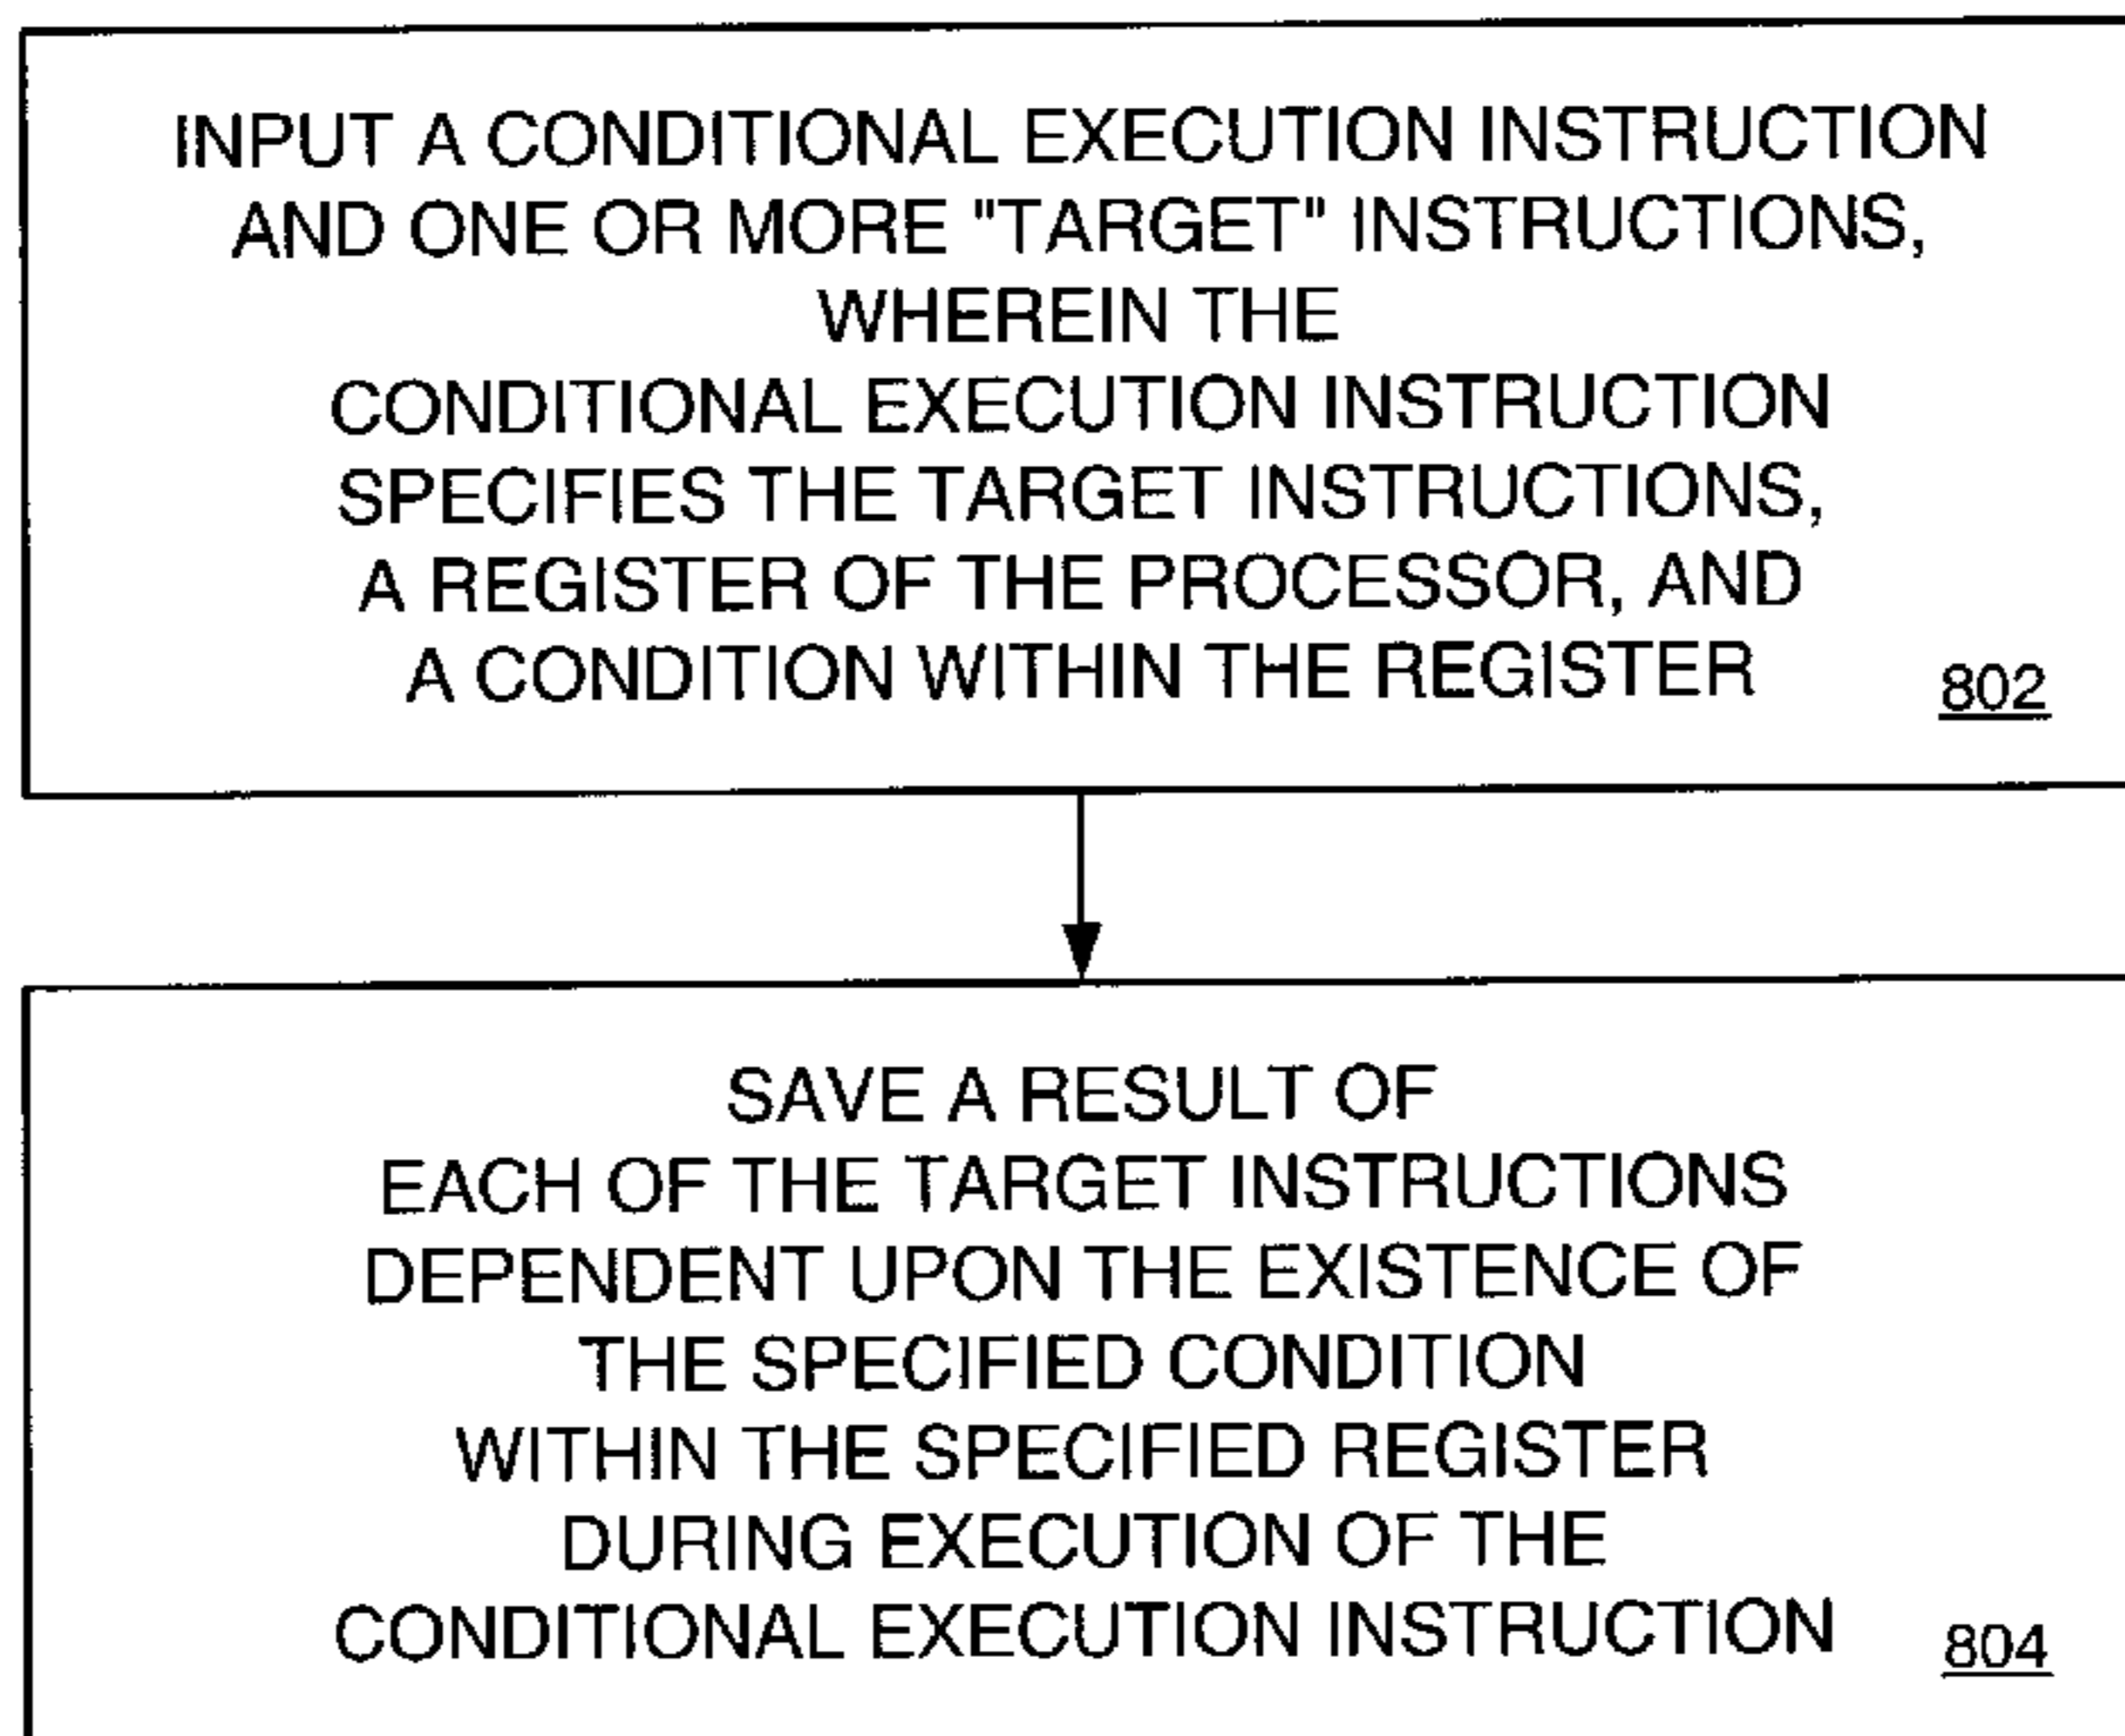 INPUT A CONDITIONAL EXECUTION INSTRUCTION
AND ONE OR MORE "TARGET" INSTRUCTIONS,
WHEREIN THE
CONDITIONAL EXECUTION INSTRUCTION
SPECIFIES THE TARGET INSTRUCTIONS,
A REGISTER OF THE PROCESSOR, AND
A CONDITION WITHIN THE REGISTER
802
SAVE A RESULT OF
EACH OF THE TARGET INSTRUCTIONS
DEPENDENT UPON THE EXISTENCE OF
THE SPECIFIED CONDITION
WITHIN THE SPECIFIED REGISTER
DURING EXECUTION OF THE
CONDITIONAL EXECUTION INSTRUCTION
804